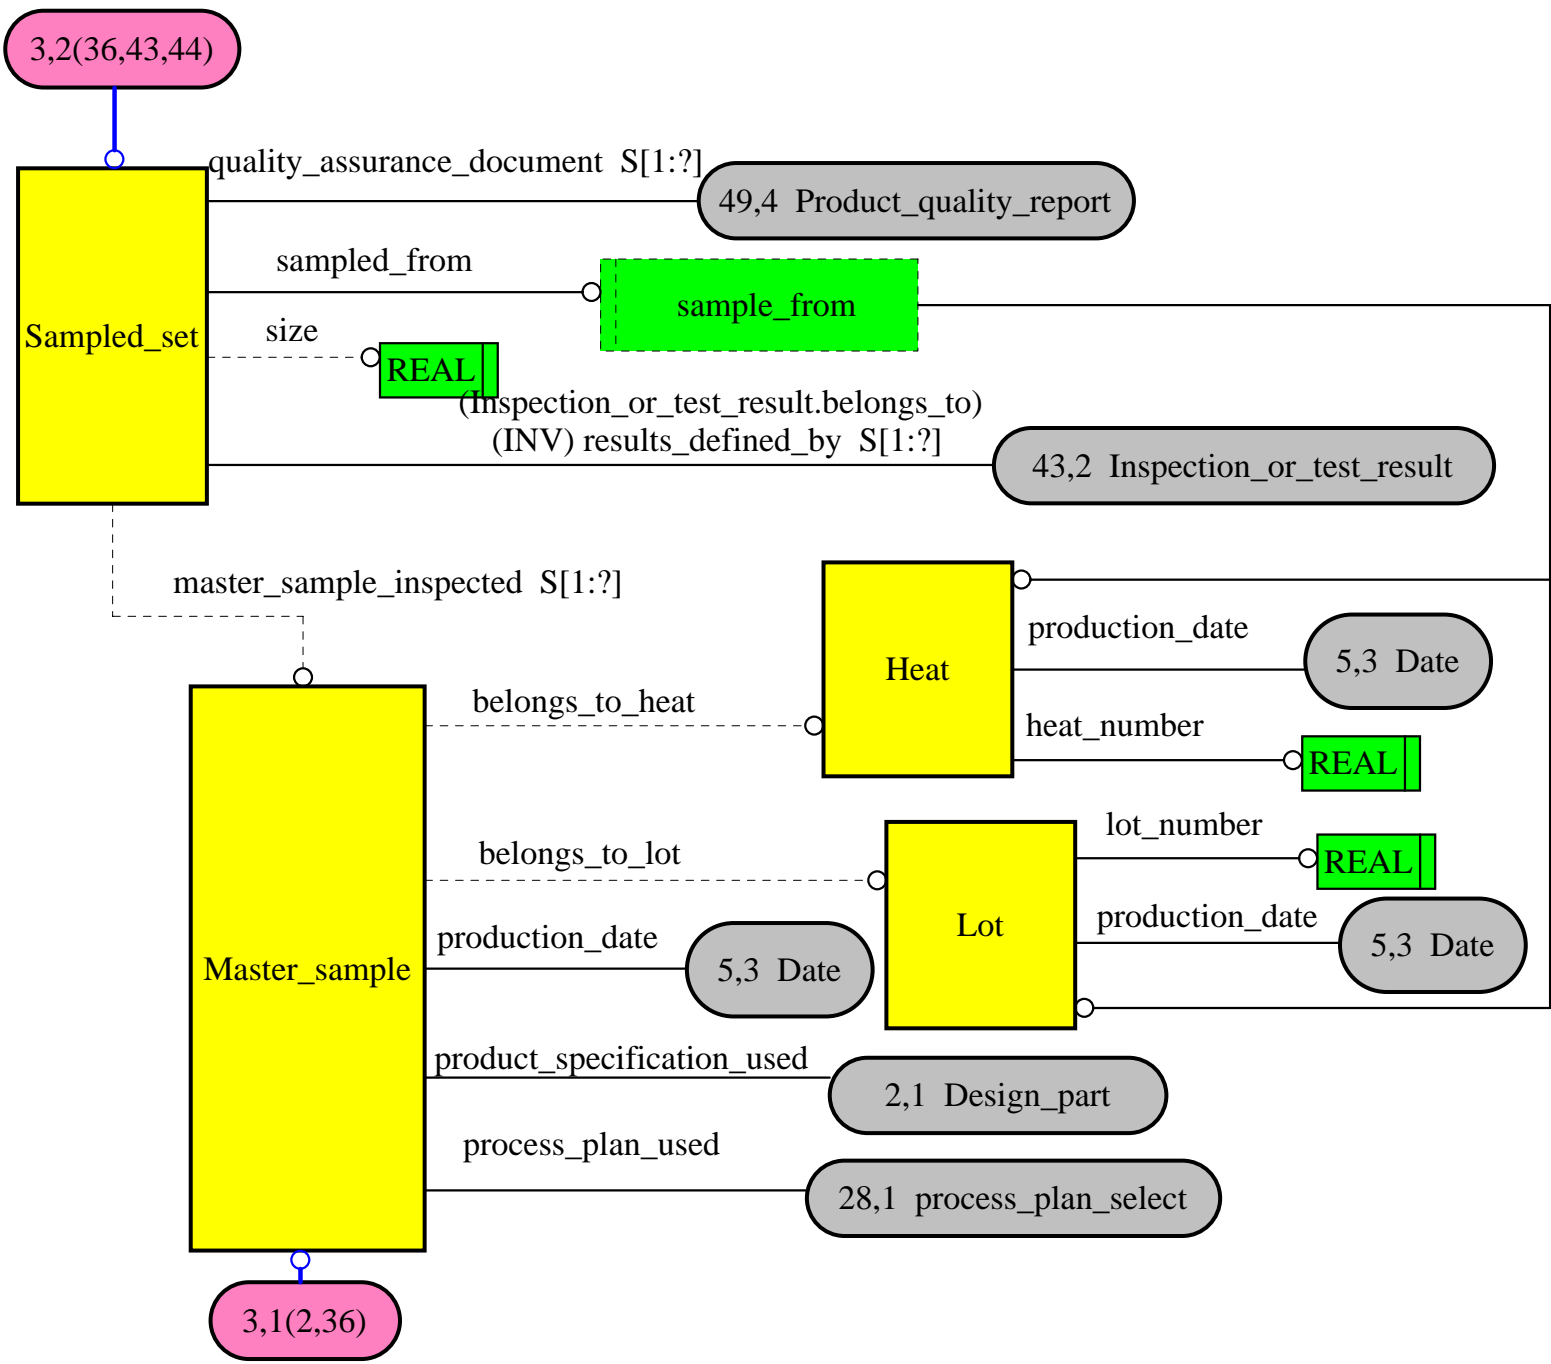 3,2(36,43,44)
quality_assurance_document  S[1:?]
49,4  Product_quality_report
sampled_from
sample_from
Sampled_set
size
REAL
(Inspection_or_test_result.belongs_to)
(INV) results_defined_by  S[1:?]
43,2  Inspection_or_test_result
master_sample_inspected  S[1:?]
production_date
5,3  Date
Heat
belongs_to_heat
heat_number
REAL
lot_number
belongs_to_lot
REAL
production_date
Lot
5,3  Date
production_date
Master_sample
5,3  Date
product_specification_used
2,1  Design_part
process_plan_used
28,1  process_plan_select
3,1(2,36)